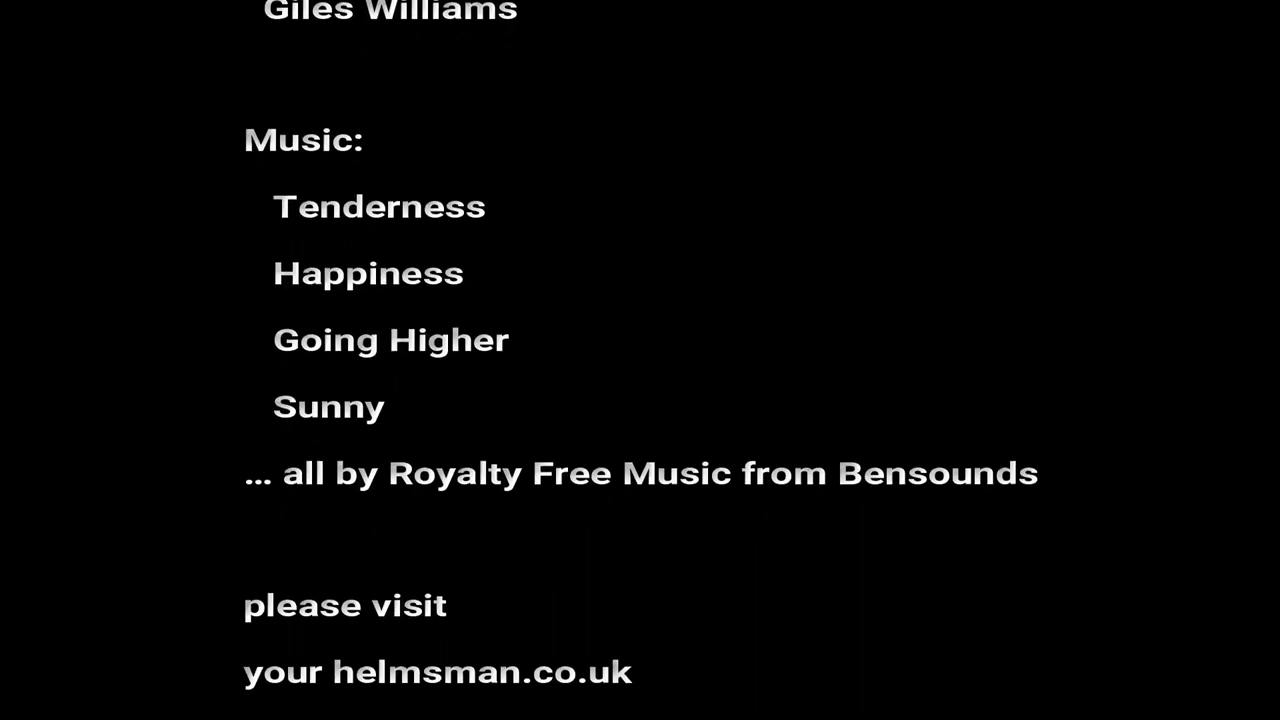 Giles Williams
Music:
Tenderness
Happiness
Going Higher
Sunny
... all by Royalty Free Music from Bensounds
please visit
your helmsman.co.uk